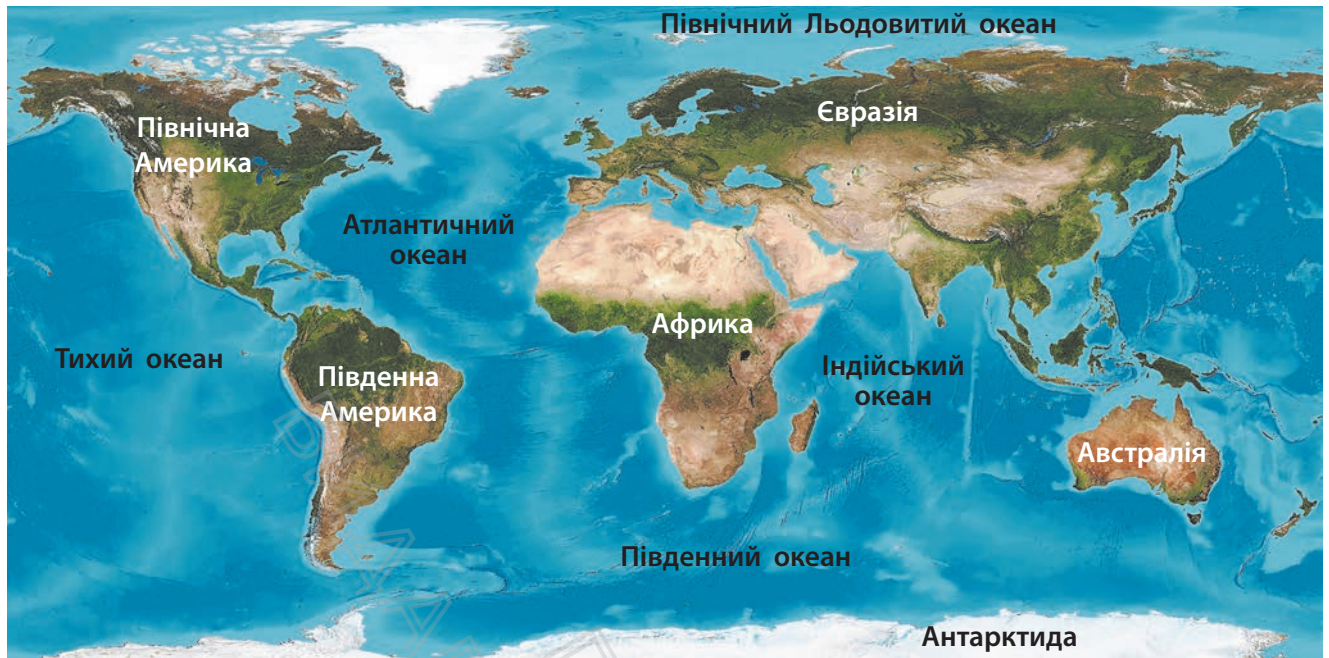 Північний Льодовитий океан
Північна
Америка
Євразія
Атлантичний
океан
Африка
Тихий океан
Південна
Америка
Індійський
океан
Австралія
Південний океан
Антарктида